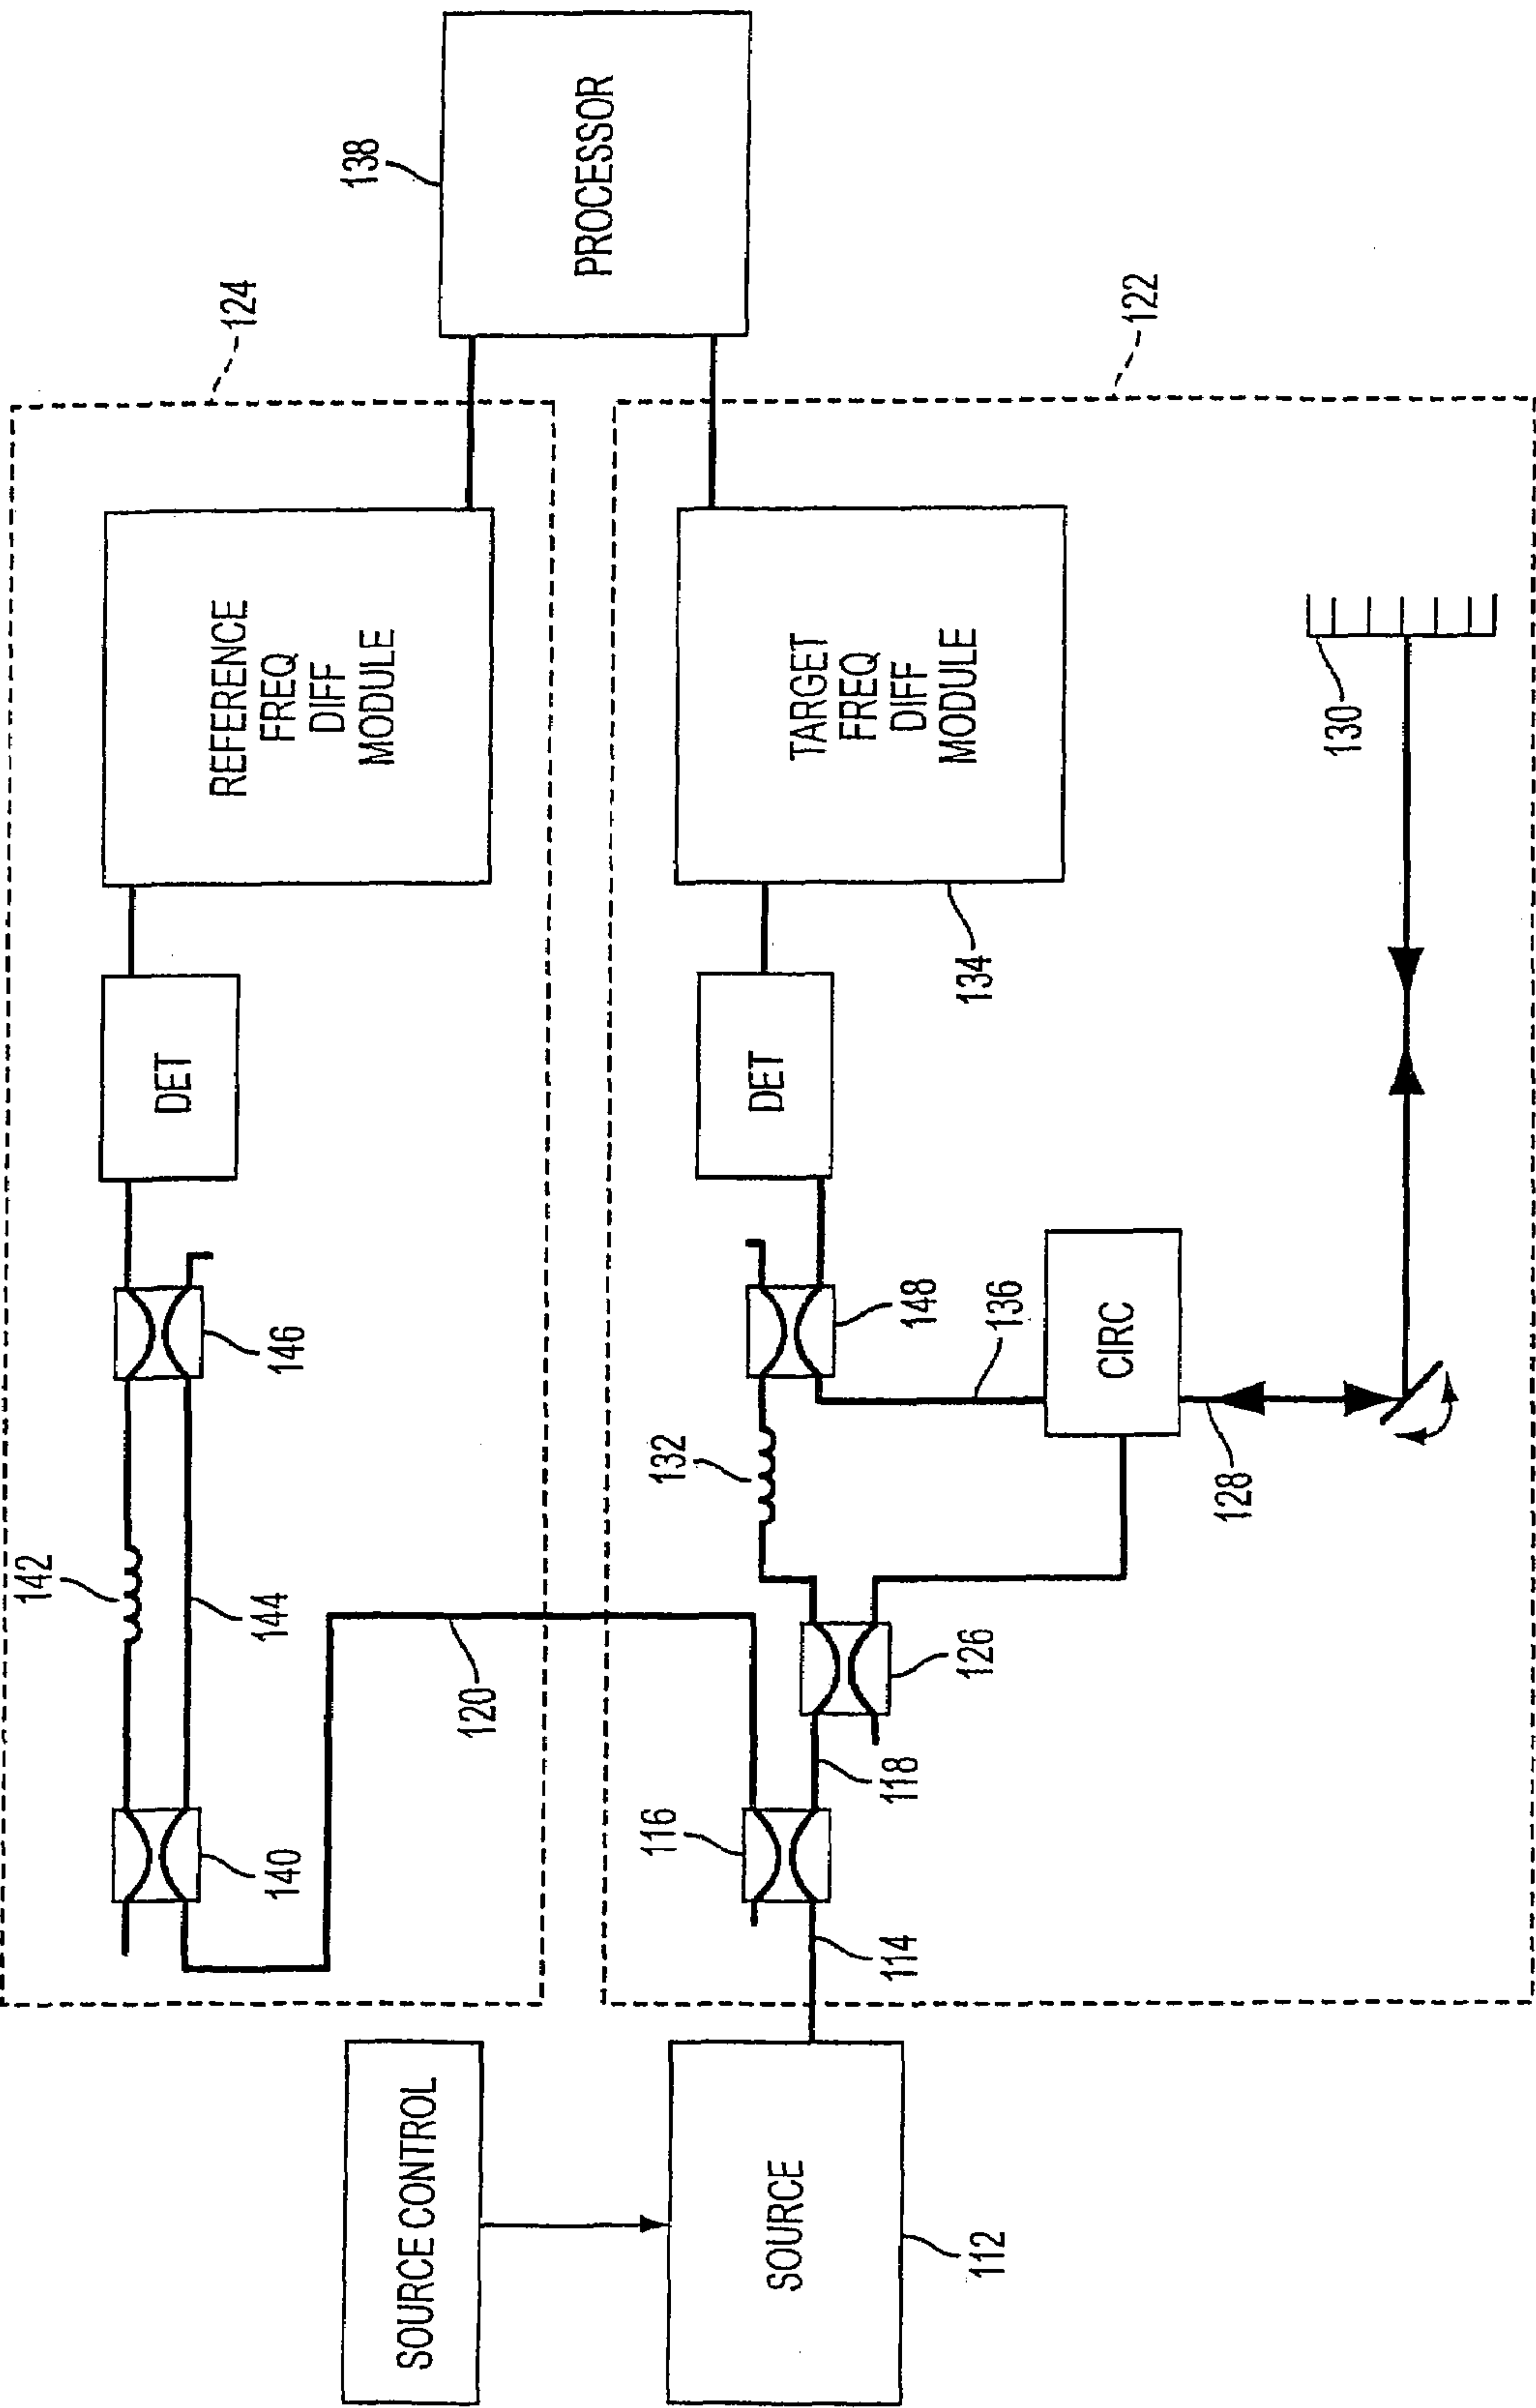 124
138
PROCESSOR
REFERENCE
FREQ
DIFF
MODULE
DET
142
144
146
140
120
122
TARGET
FREQ
DIFF
MODULE
134
DET
130
132
148
136
CIRC
128
126
116
118
114
SOURCE CONTROL
SOURCE
112